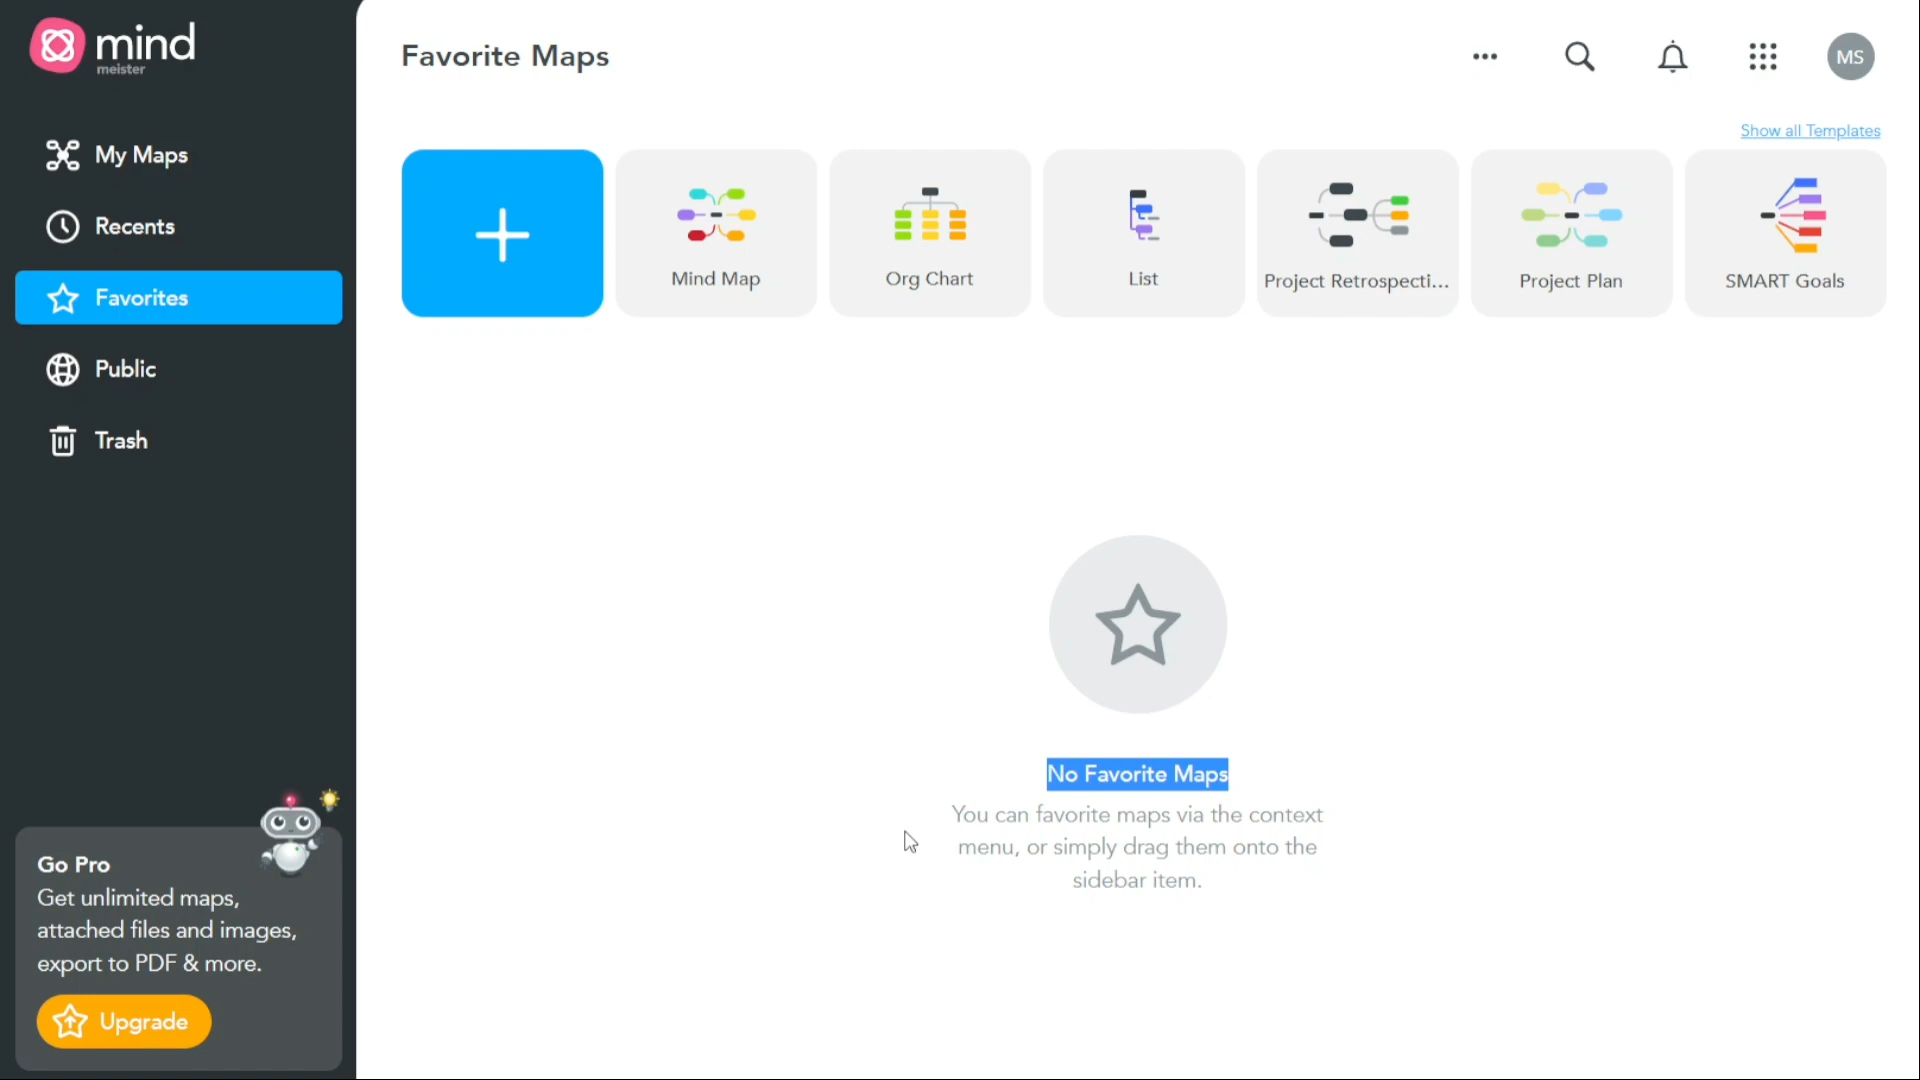 mind
meister
My Maps
Recents
Favorites
Public
Trash
Go Pro
Get unlimited maps,
attached files and images,
export to PDF & more.
Upgrade
Favorite Maps
MS
Show all Templates
Mind Map
Org Chart
List
Project Retrospecti...
Project Plan
SMART Goals
No Favorite Maps
You can favorite maps via the context
menu, or simply drag them onto the
sidebar item.